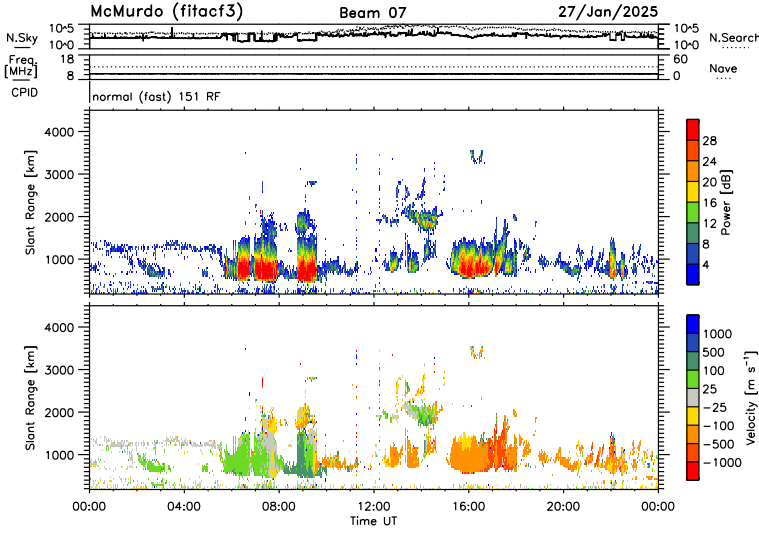 McMurdo (fitacf3) Beam 07 27/Jan/2025
N.Sky 10^5 10^0 10^5 10^0 N.Search
Freq. [MHz] 18 8 60 0 Nave
CPID normal (fast) 151 RF
Slant Range [km]
4000
3000
2000
1000
Power [dB]
28
24
20
16
12
8
4
Slant Range [km]
4000
3000
2000
1000
Velocity [m s^-1]
1000
500
100
25
-25
-100
-500
-1000
00:00 04:00 08:00 12:00 16:00 20:00 00:00
Time UT